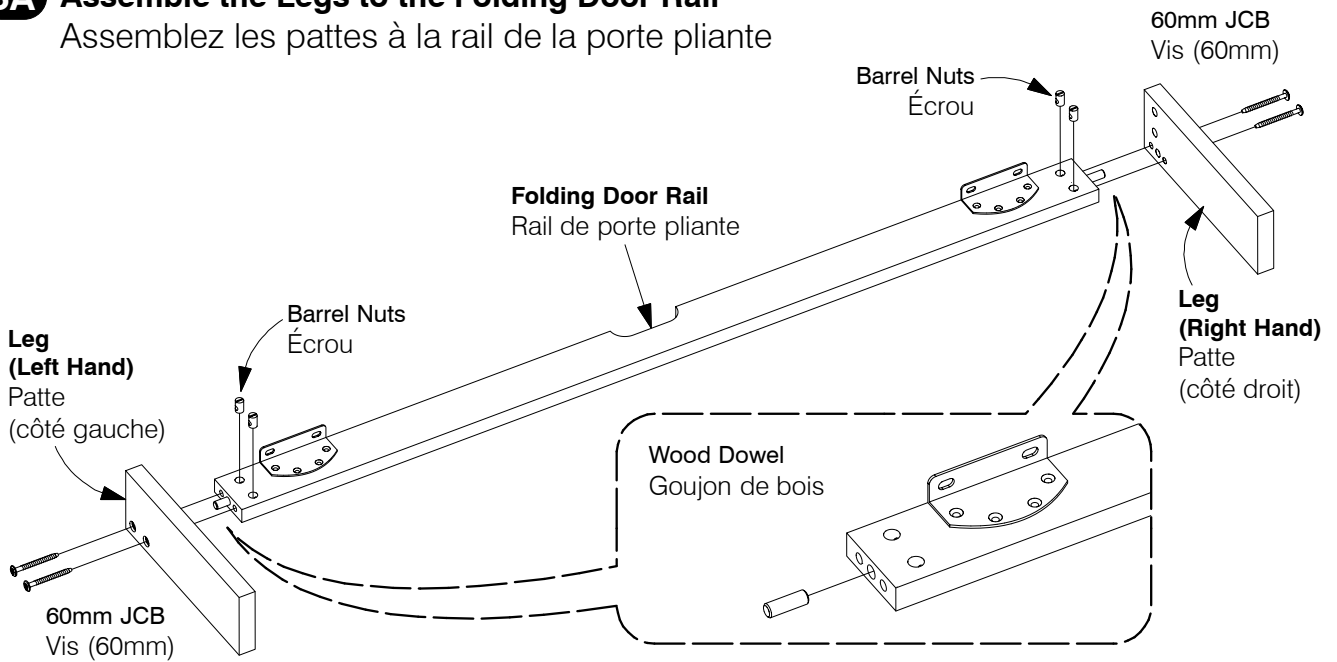 Assemble the Legs to the Folding Door Rail
Assemblez les pattes à la rail de la porte pliante
60mm JCB
Vis (60mm)
Barrel Nuts
Écrou
Folding Door Rail
Rail de porte pliante
Barrel Nuts
Écrou
Leg
(Left Hand)
Patte
(côté gauche)
Leg
(Right Hand)
Patte
(côté droit)
Wood Dowel
Goujon de bois
60mm JCB
Vis (60mm)